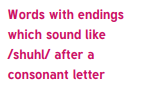 Words with endings
which sound like
/shuhl/ after a
consonant letter